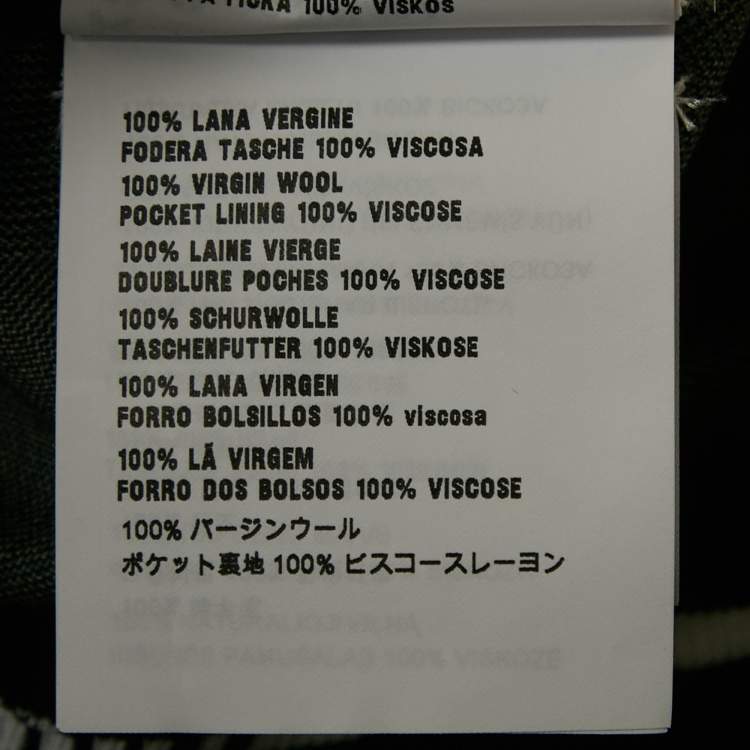 FICKA 100% VISKOS
100% LANA VERGINE
FODERA TASCHE 100% VISCOSA
100% VIRGIN WOOL
POCKET LINING 100% VISCOSE
100% LAINE VIERGE
DOUBLURE POCHES 100% VISCOSE
100% SCHURWOLLE
TASCHENFUTTER 100% VISKOSE
100% LANA VIRGEN
FORRO BOLSILLOS 100% viscosa
100% LÃ VIRGEM
FORRO DOS BOLSOS 100% VISCOSE
100% バージンウール
ポケット裏地 100% ビスコースレーヨン